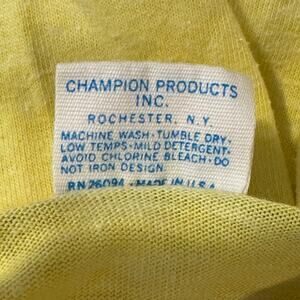 CHAMPION PRODUCTS
INC.
ROCHESTER, N.Y.
MACHINE WASH·TUMBLE DRY,
LOW TEMPS·MILD DETERGENT·
AVOID CHLORINE BLEACH·DO
NOT IRON DESIGN.
RN 26094·MADE IN U.S.A.